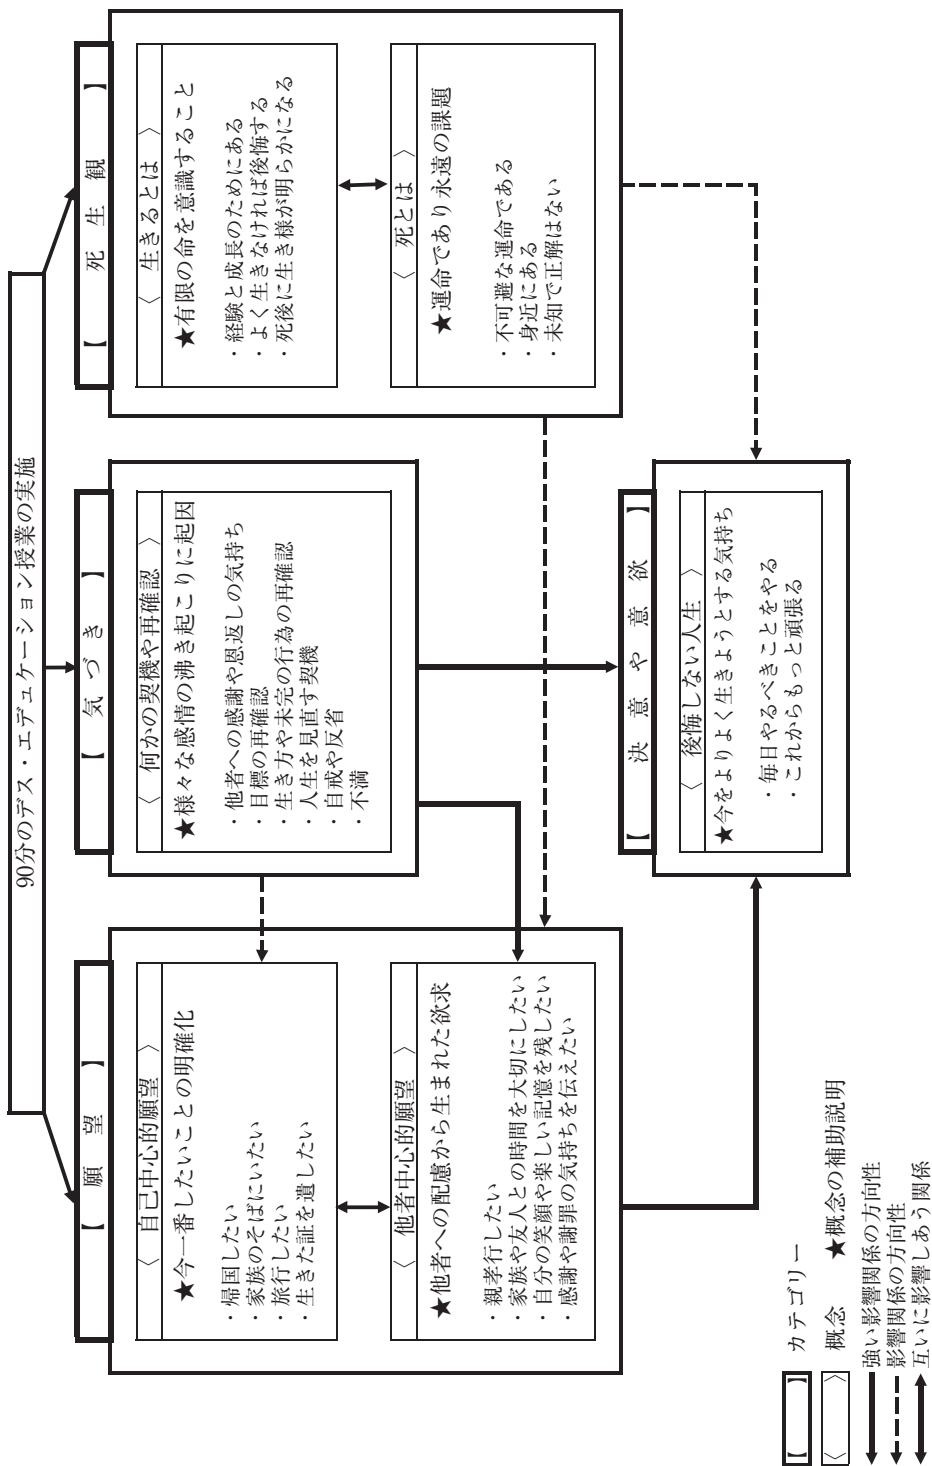 90分のデス・エデュケーション授業の実施
【 願 望 】
〈 自己中心的願望 〉
★今一番したいことの明確化
・帰国したい
・家族のそばにいたい
・旅行したい
・生きた証を遺したい
〈 他者中心的願望 〉
★他者への配慮から生まれた欲求
・親孝行したい
・家族や友人との時間を大切にしたい
・自分の笑顔や楽しい記憶を残したい
・感謝や謝罪の気持ちを伝えたい
【 気 づ き 】
〈 何かの契機や再確認 〉
★様々な感情の沸き起こりに起因
・他者への感謝や恩返しの気持ち
・目標の再確認
・生き方や未完の行為の再確認
・人生を見直す契機
・自戒や反省
・不満
【 死 生 観 】
〈 生きるとは 〉
★有限の命を意識すること
・経験と成長のためにある
・よく生きなければ後悔する
・死後に生き様が明らかになる
〈 死とは 〉
★運命であり永遠の課題
・不可避な運命である
・身近にある
・未知で正解はない
【 決 意 や 意 欲 】
〈 後悔しない人生 〉
★今をよりよく生きようとする気持ち
・毎日やるべきことをやる
・これからもっと頑張る
【 】 カテゴリー
〈 〉 概念 ★概念の補助説明
強い影響関係の方向性
影響関係の方向性
互いに影響しあう関係